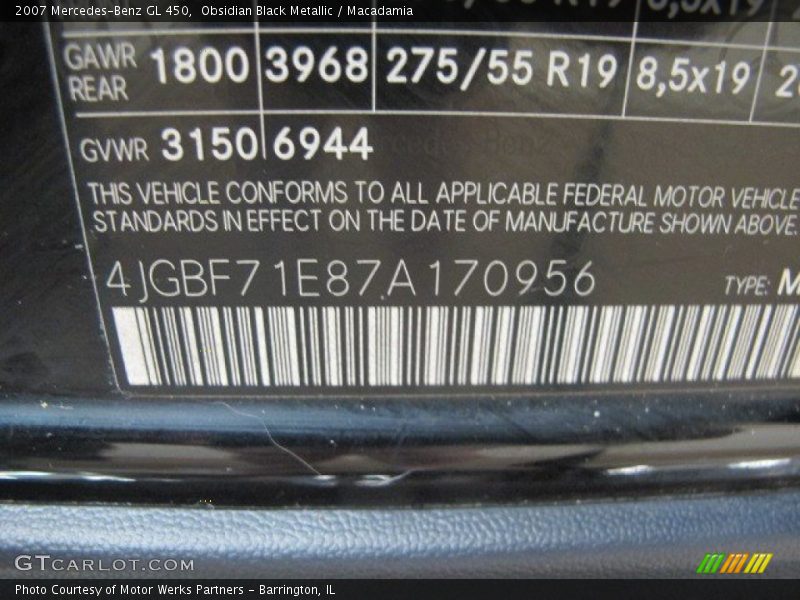 2007 Mercedes-Benz GL 450, Obsidian Black Metallic / Macadamia
GAWR REAR 1800 3968 275/55 R19 8,5x19
GVWR 3150 6944
THIS VEHICLE CONFORMS TO ALL APPLICABLE FEDERAL MOTOR VEHICLE
STANDARDS IN EFFECT ON THE DATE OF MANUFACTURE SHOWN ABOVE.
4JGBF71E87A170956 TYPE: M
GTCARLOT.COM
Photo Courtesy of Motor Werks Partners - Barrington, IL